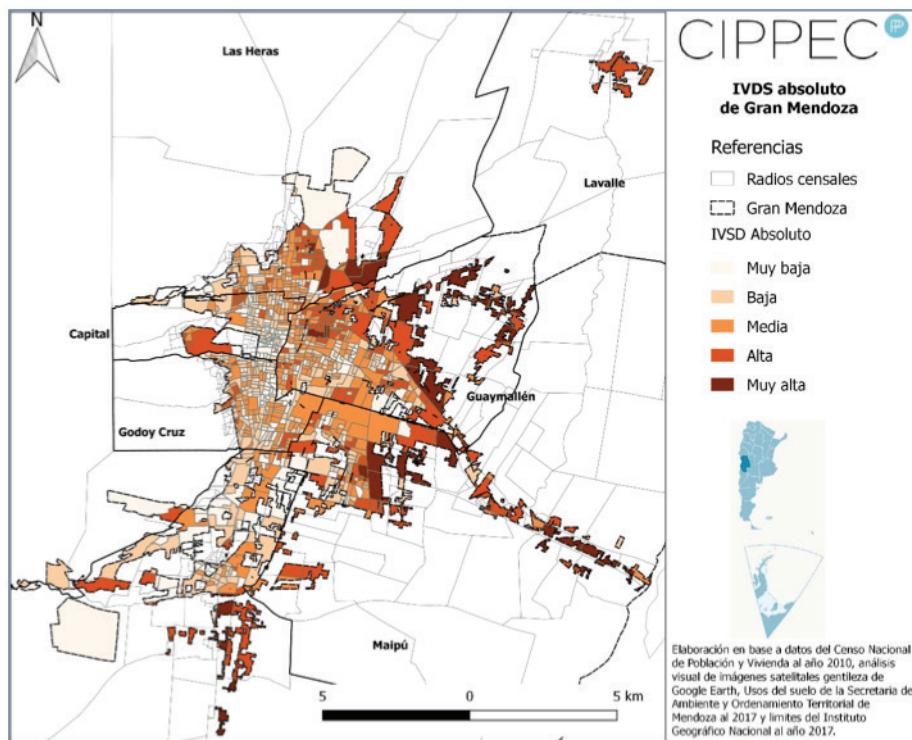 N
Las Heras
Lavalle
Capital
Guaymallén
Godoy Cruz
Maipú
5
0
5 km
CIPPEC
PP
IVDS absoluto
de Gran Mendoza
Referencias
Radios censales
Gran Mendoza
IVSD Absoluto
Muy baja
Baja
Media
Alta
Muy alta
Elaboración en base a datos del Censo Nacional
de Población y Vivienda al año 2010, análisis
visual de imágenes satelitales gentileza de
Google Earth, Usos del suelo de la Secretaria de
Ambiente y Ordenamiento Territorial de
Mendoza al 2017 y limites del Instituto
Geográfico Nacional al año 2017.